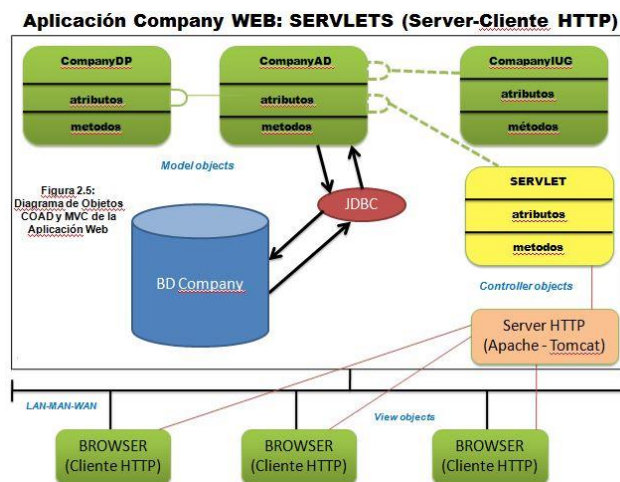 Aplicación Company WEB: SERVLETS (Server-Cliente HTTP)
CompanyDP
atributos
metodos
CompanyAD
atributos
metodos
ComapanyIUG
atributos
métodos
Model objects
Figura 2.5:
Diagrama de Objetos
COAD y MVC de la
Aplicación Web
JDBC
BD Company
SERVLET
atributos
metodos
Controller objects
Server HTTP
(Apache - Tomcat)
LAN-MAN-WAN
View objects
BROWSER
(Cliente HTTP)
BROWSER
(Cliente HTTP)
BROWSER
(Cliente HTTP)